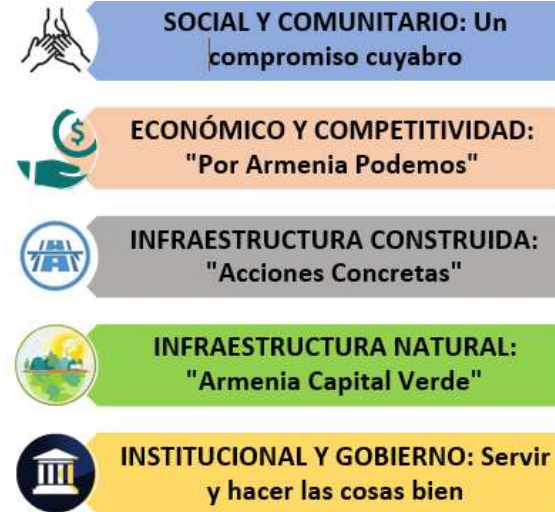 SOCIAL Y COMUNITARIO: Un
compromiso cuyabro
$
ECONÓMICO Y COMPETITIVIDAD:
"Por Armenia Podemos"
INFRAESTRUCTURA CONSTRUIDA:
"Acciones Concretas"
INFRAESTRUCTURA NATURAL:
"Armenia Capital Verde"
INSTITUCIONAL Y GOBIERNO: Servir
y hacer las cosas bien